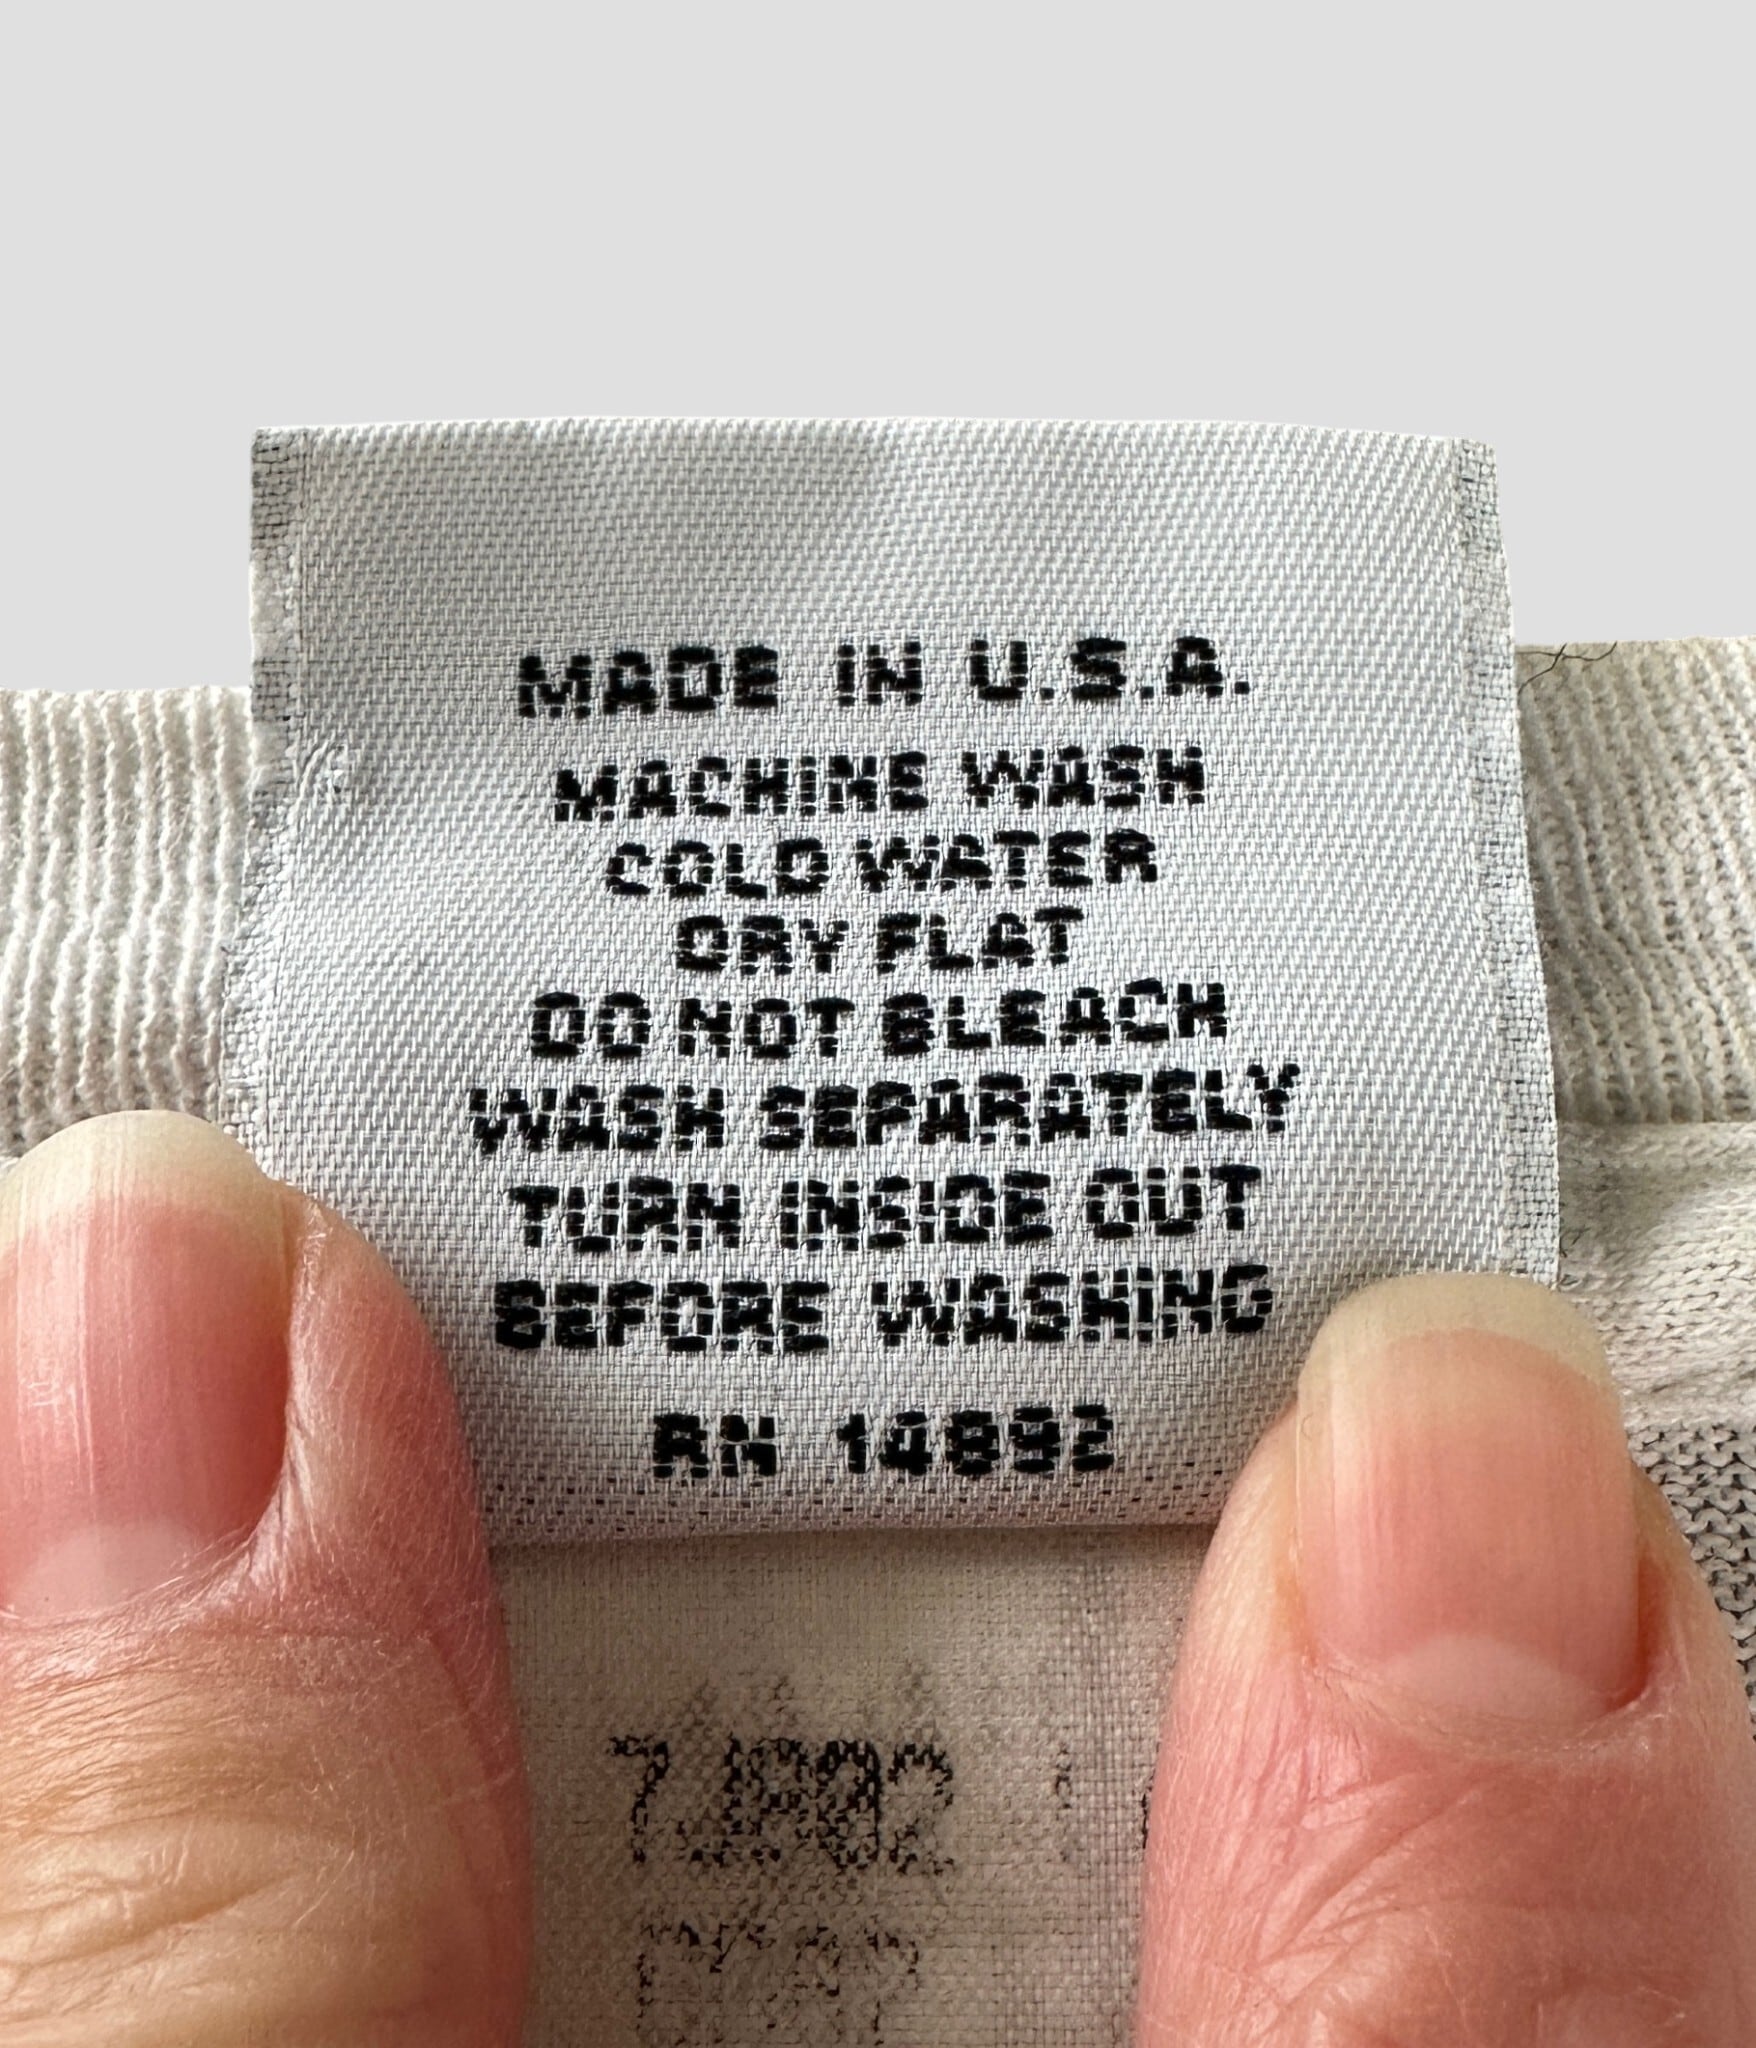 MADE IN U.S.A.
MACHINE WASH
COLD WATER
DRY FLAT
DO NOT BLEACH
WASH SEPARATELY
TURN INSIDE OUT
BEFORE WASHING
RN 14892